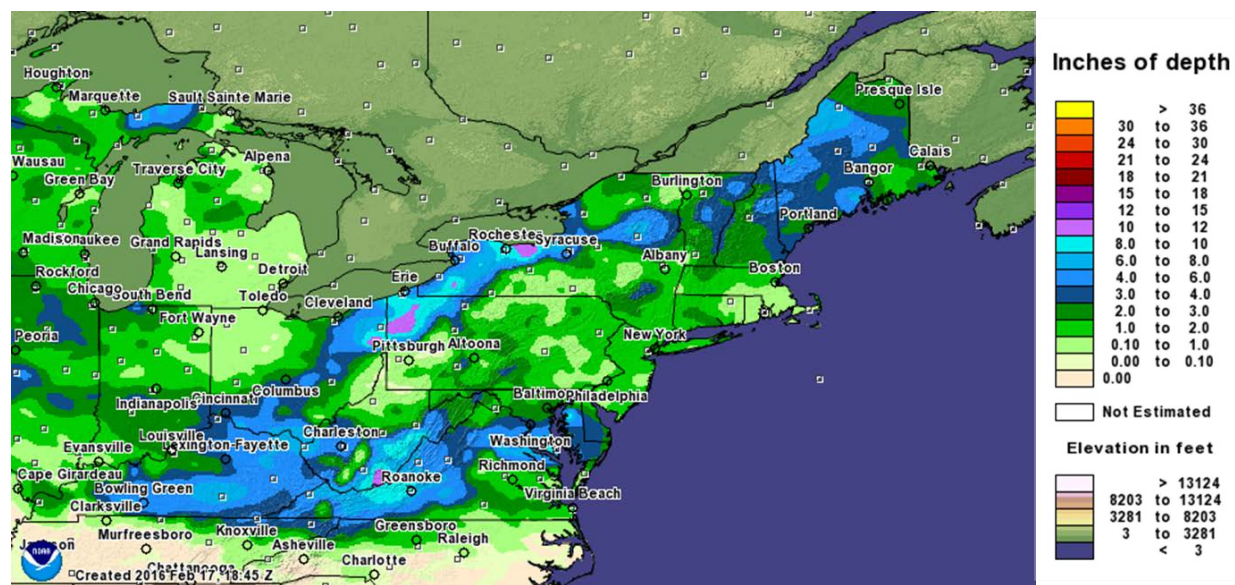 Houghton
Marquette
Sault Sainte Marie
Presque Isle
Wausau
Green Bay
Traverse City
Alpena
Calais
Bangor
Burlington
Portland
Madison
aukee
Grand Rapids
Lansing
Rocheste
Syracuse
Buffalo
Albany
Rockford
Detroit
Erie
Boston
Chicago
South Bend
Toledo
Cleveland
Fort Wayne
Peoria
New York
Pittsburgh
Altoona
Columbus
Indianapolis
Cincinnati
Baltimo
Philadelphia
Louisville
Lexington-Fayette
Charleston
Washington
Evansville
Richmond
Cape Girardeau
Bowling Green
Roanoke
Virginia Beach
Clarksville
Murfreesboro
Knoxville
Greensboro
Raleigh
Asheville
Charlotte
NOAA
Created 2016 Feb 17, 18:45 Z
Inches of depth
> 36
30 to 36
24 to 30
21 to 24
18 to 21
15 to 18
12 to 15
10 to 12
8.0 to 10
6.0 to 8.0
4.0 to 6.0
3.0 to 4.0
2.0 to 3.0
1.0 to 2.0
0.10 to 1.0
0.00 to 0.10
0.00
Not Estimated
Elevation in feet
> 13124
8203 to 13124
3281 to 8203
3 to 3281
< 3